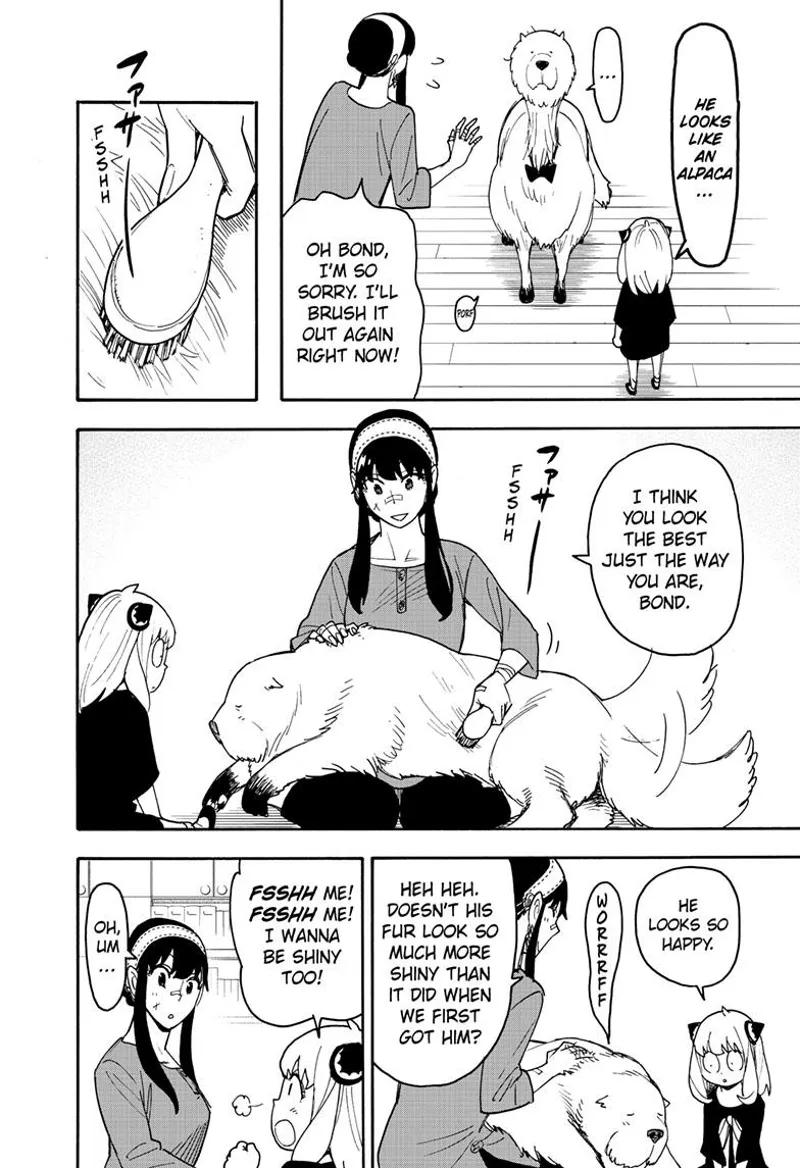 HE
LOOKS
LIKE
AN
ALPACA
...
...
PORF
OH BOND,
I'M SO
SORRY. I'LL
BRUSH IT
OUT AGAIN
RIGHT NOW!
ファサ
FSSHH
I THINK
YOU LOOK
THE BEST
JUST THE WAY
YOU ARE,
BOND.
ファサー
FSSHH
HE
LOOKS SO
HAPPY.
WORRRFF
HEH HEH.
DOESN'T HIS
FUR LOOK SO
MUCH MORE
SHINY THAN
IT DID WHEN
WE FIRST
GOT HIM?
FSSHH ME!
FSSHH ME!
I WANNA
BE SHINY
TOO!
OH,
UM
...